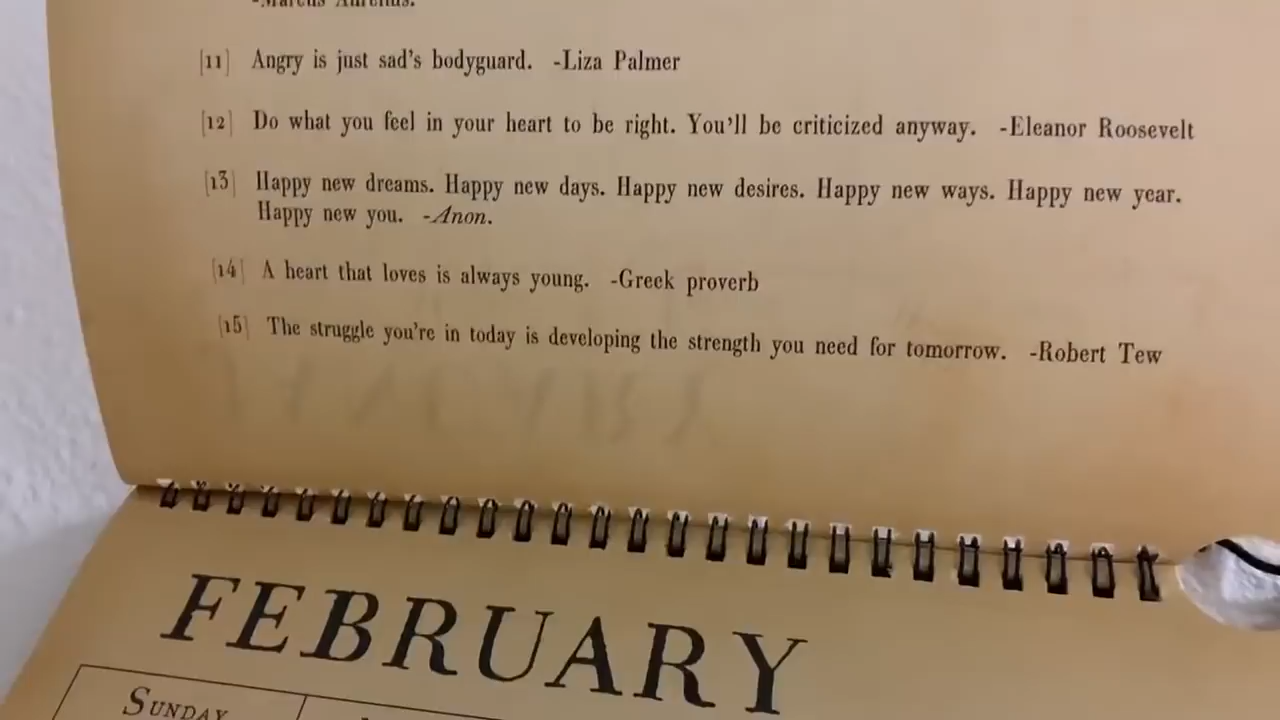 -Marcus Aurelius.
[11] Angry is just sad's bodyguard. -Liza Palmer
[12] Do what you feel in your heart to be right. You'll be criticized anyway. -Eleanor Roosevelt
[13] Happy new dreams. Happy new days. Happy new desires. Happy new ways. Happy new year.
Happy new you. -Anon.
[14] A heart that loves is always young. -Greek proverb
[15] The struggle you're in today is developing the strength you need for tomorrow. -Robert Tew
FEBRUARY
SUNDAY